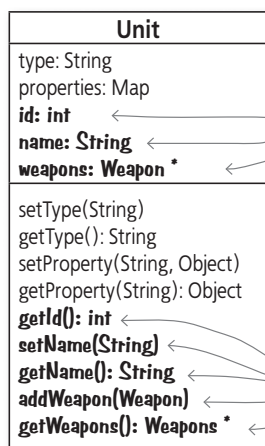 Unit
type: String
properties: Map
id: int
name: String
weapons: Weapon *
setType(String)
getType(): String
setProperty(String, Object)
getProperty(String): Object
getId(): int
setName(String)
getName(): String
addWeapon(Weapon)
getWeapons(): Weapons *